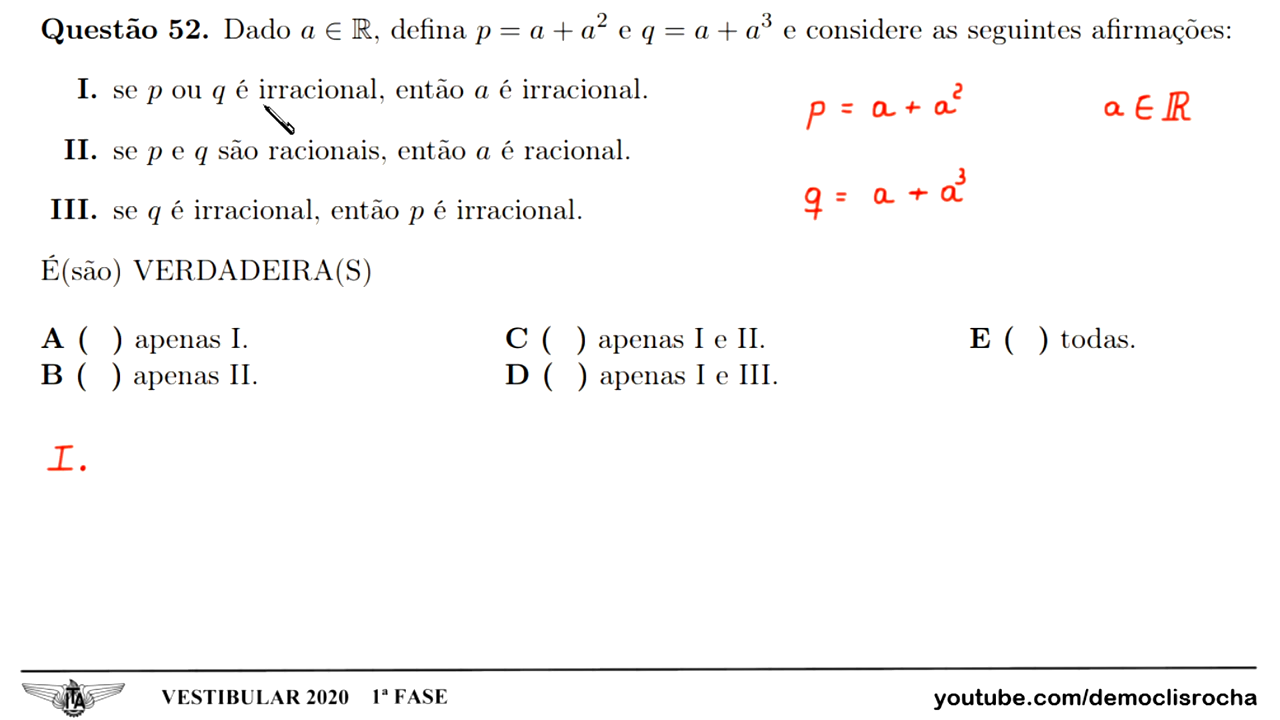 Questão 52. Dado a ∈ ℝ, defina p = a + a² e q = a + a³ e considere as seguintes afirmações:
I. se p ou q é irracional, então a é irracional.
II. se p e q são racionais, então a é racional.
III. se q é irracional, então p é irracional.
p = a + a²
a ∈ ℝ
q = a + a³
É(são) VERDADEIRA(S)
A ( ) apenas I.
B ( ) apenas II.
C ( ) apenas I e II.
D ( ) apenas I e III.
E ( ) todas.
I.
ITA
VESTIBULAR 2020 1ª FASE
youtube.com/democlisrocha